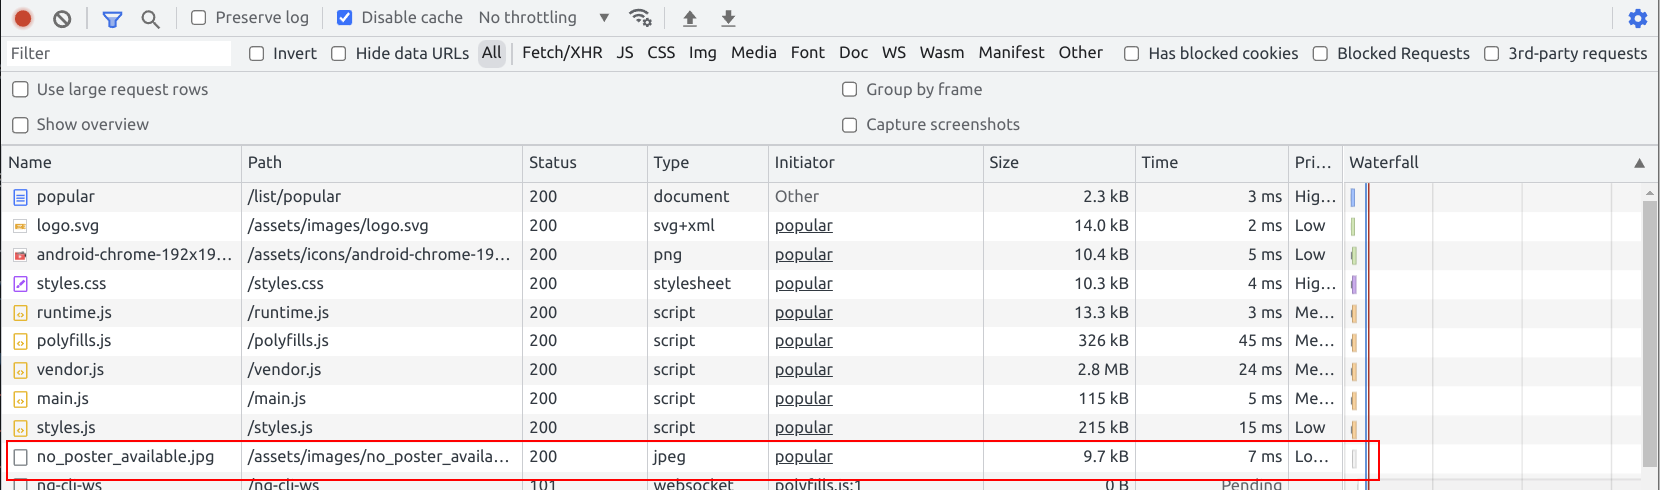 Preserve log Disable cache No throttling
Filter Invert Hide data URLs All Fetch/XHR JS CSS Img Media Font Doc WS Wasm Manifest Other Has blocked cookies Blocked Requests 3rd-party requests
Use large request rows Group by frame
Show overview Capture screenshots
Name Path Status Type Initiator Size Time Pri... Waterfall
popular /list/popular 200 document Other 2.3 kB 3 ms Hig...
logo.svg /assets/images/logo.svg 200 svg+xml popular 14.0 kB 2 ms Low
android-chrome-192x19... /assets/icons/android-chrome-19... 200 png popular 10.4 kB 5 ms Low
styles.css /styles.css 200 stylesheet popular 10.3 kB 4 ms Hig...
runtime.js /runtime.js 200 script popular 13.3 kB 3 ms Me...
polyfills.js /polyfills.js 200 script popular 326 kB 45 ms Me...
vendor.js /vendor.js 200 script popular 2.8 MB 24 ms Me...
main.js /main.js 200 script popular 115 kB 5 ms Me...
styles.js /styles.js 200 script popular 215 kB 15 ms Low
no_poster_available.jpg /assets/images/no_poster_availa... 200 jpeg popular 9.7 kB 7 ms Lo...
ng-cli-ws /ng-cli-ws 101 websocket polyfills.js:1 0 B Pending